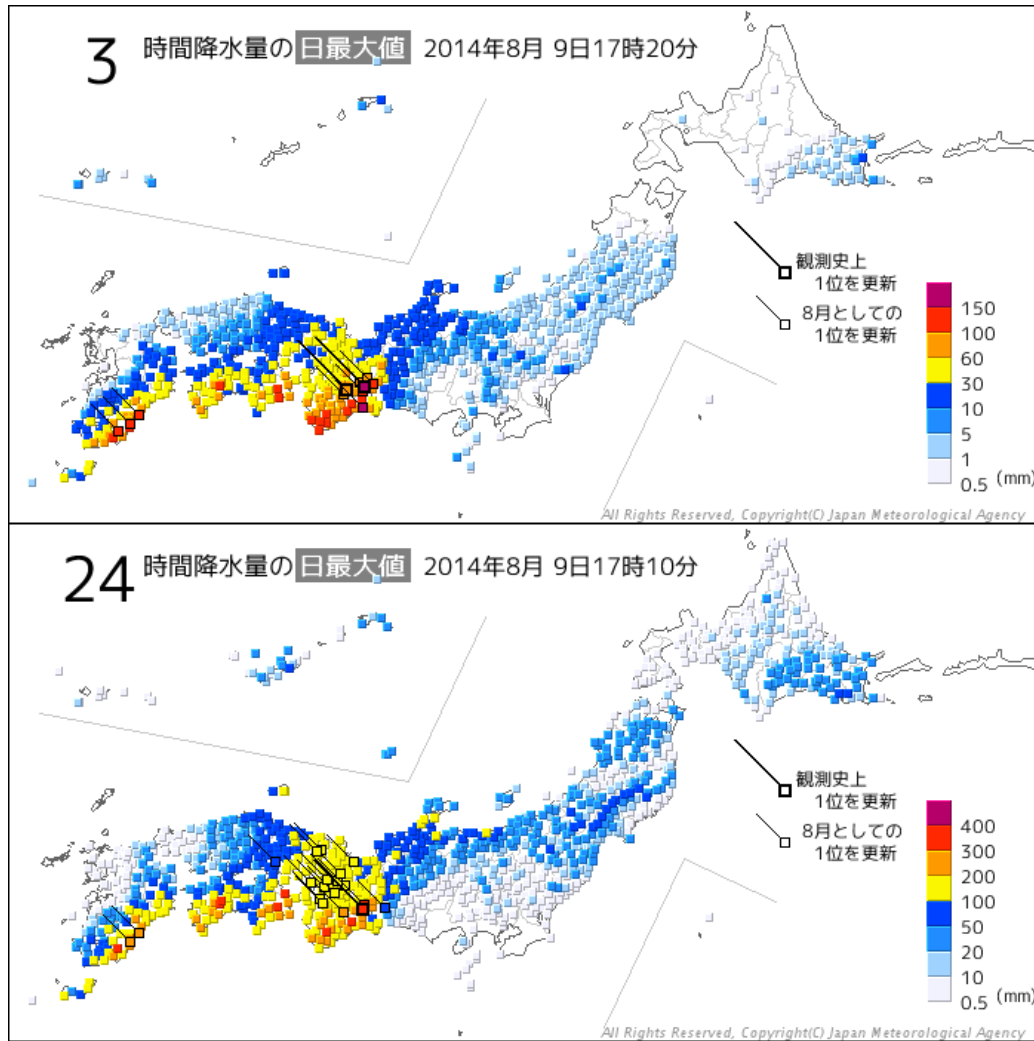 3 時間降水量の 日最大値 2014年8月 9日17時20分
観測史上
1位を更新
8月としての
1位を更新
150
100
60
30
10
5
1
0.5 (mm)
All Rights Reserved, Copyright(C) Japan Meteorological Agency
24 時間降水量の 日最大値 2014年8月 9日17時10分
観測史上
1位を更新
8月としての
1位を更新
400
300
200
100
50
20
10
0.5 (mm)
All Rights Reserved, Copyright(C) Japan Meteorological Agency